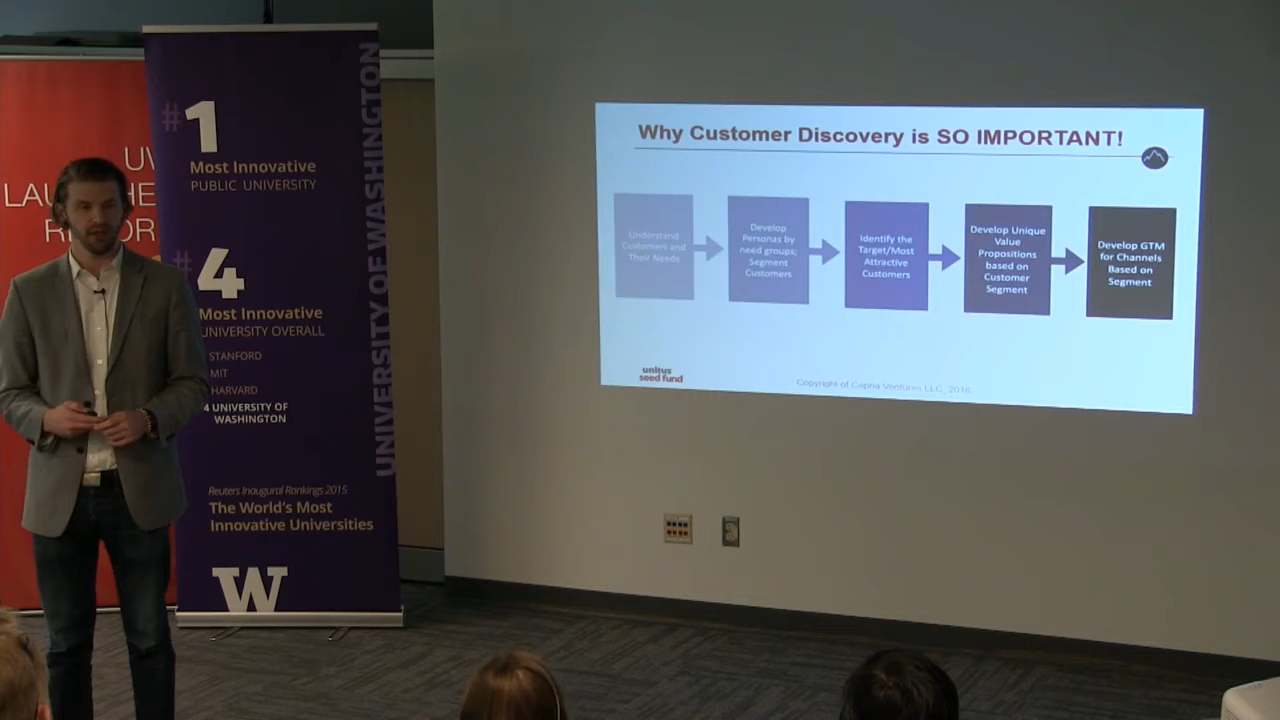 UW
LAUNCHE
RE
FOR
#1
Most Innovative
PUBLIC UNIVERSITY
#4
Most Innovative
UNIVERSITY OVERALL
STANFORD
MIT
HARVARD
4 UNIVERSITY OF
WASHINGTON
Reuters Inaugural Rankings 2015
The World's Most
Innovative Universities
W
UNIVERSITY OF WASHINGTON
Why Customer Discovery is SO IMPORTANT!
Understand
Customers and
Their Needs
Develop
Personas by
need groups;
Segment
Customers
Identify the
Target/Most
Attractive
Customers
Develop Unique
Value
Propositions
based on
Customer
Segment
Develop GTM
for Channels
Based on
Segment
unitus
seed fund
Copyright of Capria Ventures LLC, 2016